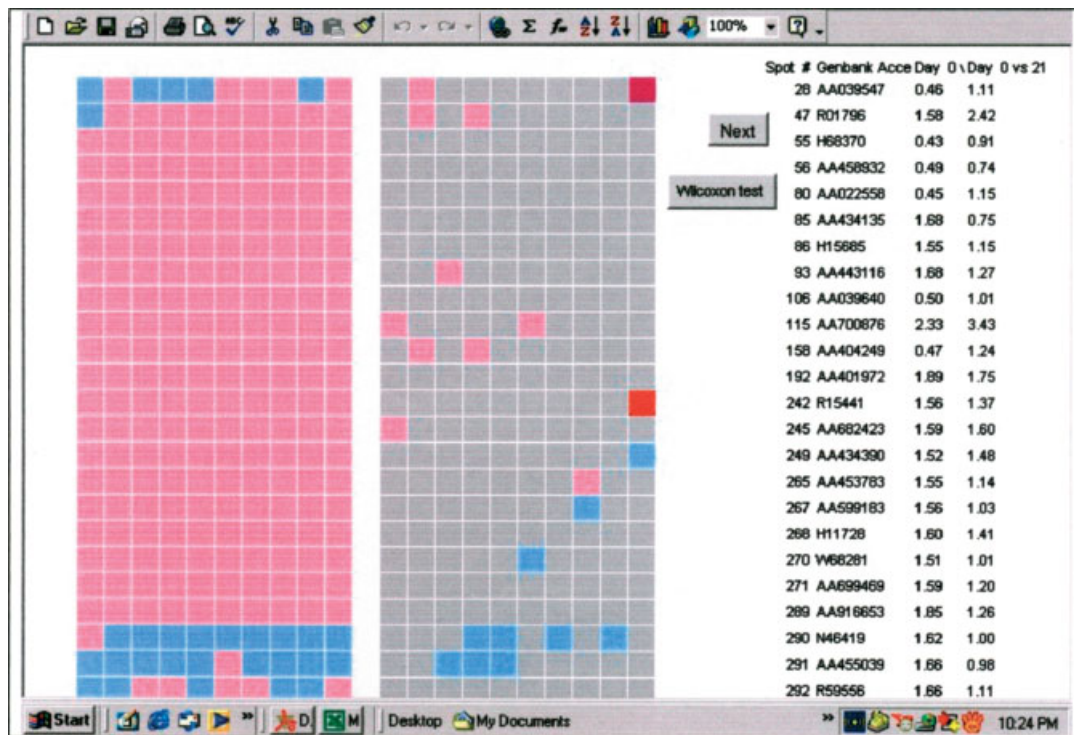 100%
Spot # Genbank Acce Day 0 v Day 0 vs 21
28 AA039547 0.46 1.11
47 R01796 1.58 2.42
Next
55 H68370 0.43 0.91
56 AA458932 0.49 0.74
Wilcoxon test
80 AA022558 0.45 1.15
85 AA434135 1.68 0.75
86 H15685 1.55 1.15
93 AA443116 1.68 1.27
106 AA039640 0.50 1.01
115 AA700876 2.33 3.43
158 AA404249 0.47 1.24
192 AA401972 1.89 1.75
242 R15441 1.56 1.37
245 AA682423 1.59 1.60
249 AA434390 1.52 1.48
265 AA453783 1.55 1.14
267 AA599183 1.56 1.03
268 H11728 1.60 1.41
270 W68281 1.51 1.01
271 AA699469 1.59 1.20
289 AA916653 1.85 1.26
290 N46419 1.62 1.00
291 AA455039 1.66 0.98
292 R59556 1.66 1.11
Start D. M Desktop My Documents 10:24 PM